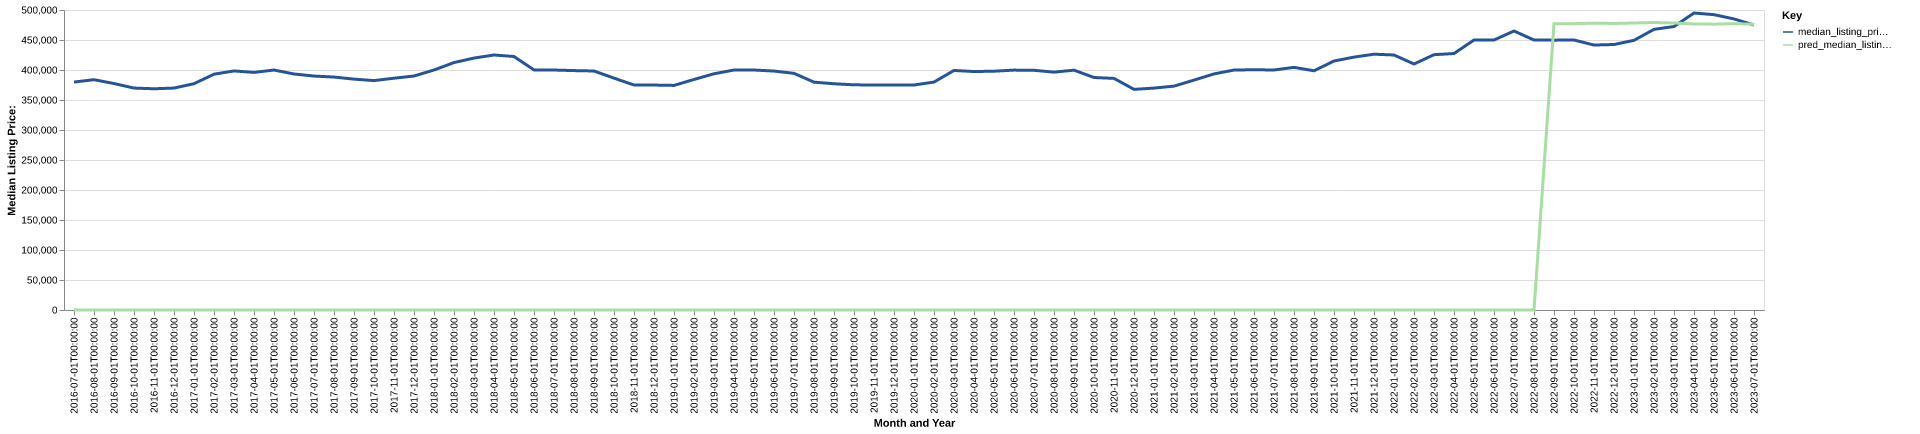 500,000
450,000
400,000
350,000
300,000
250,000
200,000
150,000
100,000
50,000
0
Median Listing Price:
2016-07-01T00:00:00
2016-08-01T00:00:00
2016-09-01T00:00:00
2016-10-01T00:00:00
2016-11-01T00:00:00
2016-12-01T00:00:00
2017-01-01T00:00:00
2017-02-01T00:00:00
2017-03-01T00:00:00
2017-04-01T00:00:00
2017-05-01T00:00:00
2017-06-01T00:00:00
2017-07-01T00:00:00
2017-08-01T00:00:00
2017-09-01T00:00:00
2017-10-01T00:00:00
2017-11-01T00:00:00
2017-12-01T00:00:00
2018-01-01T00:00:00
2018-02-01T00:00:00
2018-03-01T00:00:00
2018-04-01T00:00:00
2018-05-01T00:00:00
2018-06-01T00:00:00
2018-07-01T00:00:00
2018-08-01T00:00:00
2018-09-01T00:00:00
2018-10-01T00:00:00
2018-11-01T00:00:00
2018-12-01T00:00:00
2019-01-01T00:00:00
2019-02-01T00:00:00
2019-03-01T00:00:00
2019-04-01T00:00:00
2019-05-01T00:00:00
2019-06-01T00:00:00
2019-07-01T00:00:00
2019-08-01T00:00:00
2019-09-01T00:00:00
2019-10-01T00:00:00
2019-11-01T00:00:00
2019-12-01T00:00:00
2020-01-01T00:00:00
2020-02-01T00:00:00
2020-03-01T00:00:00
2020-04-01T00:00:00
2020-05-01T00:00:00
2020-06-01T00:00:00
2020-07-01T00:00:00
2020-08-01T00:00:00
2020-09-01T00:00:00
2020-10-01T00:00:00
2020-11-01T00:00:00
2020-12-01T00:00:00
2021-01-01T00:00:00
2021-02-01T00:00:00
2021-03-01T00:00:00
2021-04-01T00:00:00
2021-05-01T00:00:00
2021-06-01T00:00:00
2021-07-01T00:00:00
2021-08-01T00:00:00
2021-09-01T00:00:00
2021-10-01T00:00:00
2021-11-01T00:00:00
2021-12-01T00:00:00
2022-01-01T00:00:00
2022-02-01T00:00:00
2022-03-01T00:00:00
2022-04-01T00:00:00
2022-05-01T00:00:00
2022-06-01T00:00:00
2022-07-01T00:00:00
2022-08-01T00:00:00
2022-09-01T00:00:00
2022-10-01T00:00:00
2022-11-01T00:00:00
2022-12-01T00:00:00
2023-01-01T00:00:00
2023-02-01T00:00:00
2023-03-01T00:00:00
2023-04-01T00:00:00
2023-05-01T00:00:00
2023-06-01T00:00:00
2023-07-01T00:00:00
Month and Year
Key
median_listing_pri…
pred_median_listin…